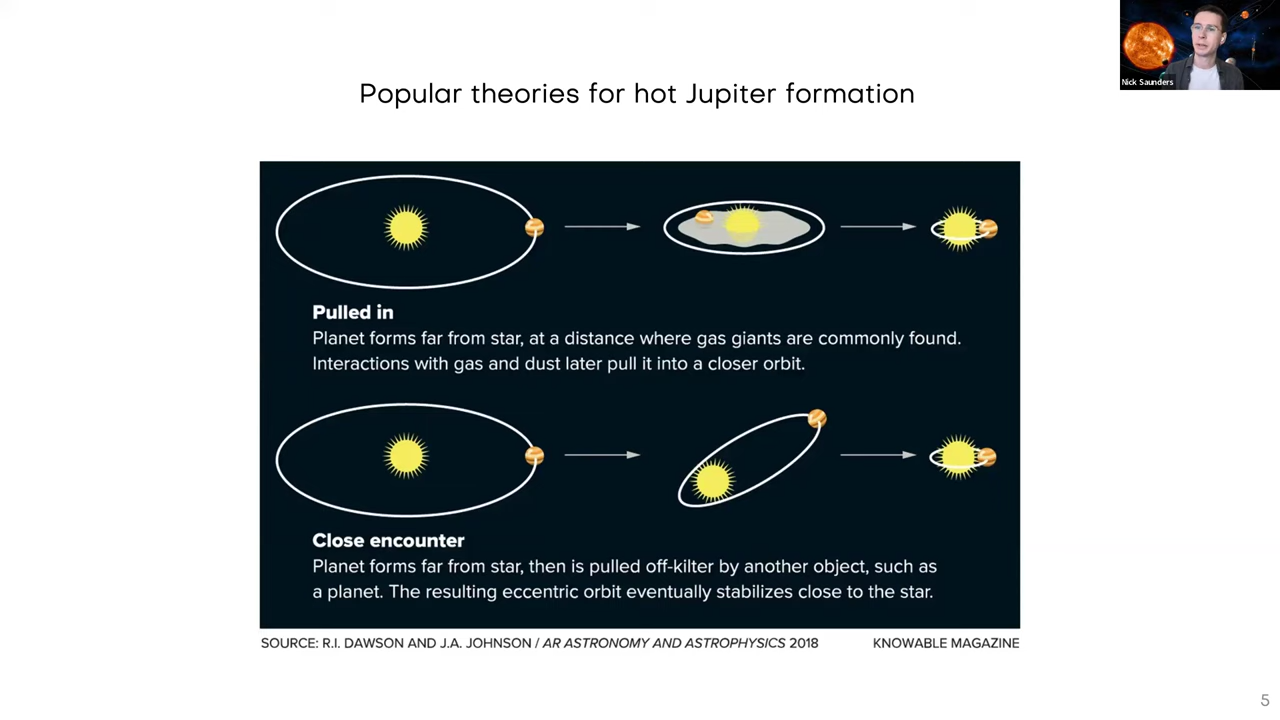 Nick Saunders
Popular theories for hot Jupiter formation
Pulled in
Planet forms far from star, at a distance where gas giants are commonly found.
Interactions with gas and dust later pull it into a closer orbit.
Close encounter
Planet forms far from star, then is pulled off-kilter by another object, such as
a planet. The resulting eccentric orbit eventually stabilizes close to the star.
SOURCE: R.I. DAWSON AND J.A. JOHNSON / AR ASTRONOMY AND ASTROPHYSICS 2018
KNOWABLE MAGAZINE
5